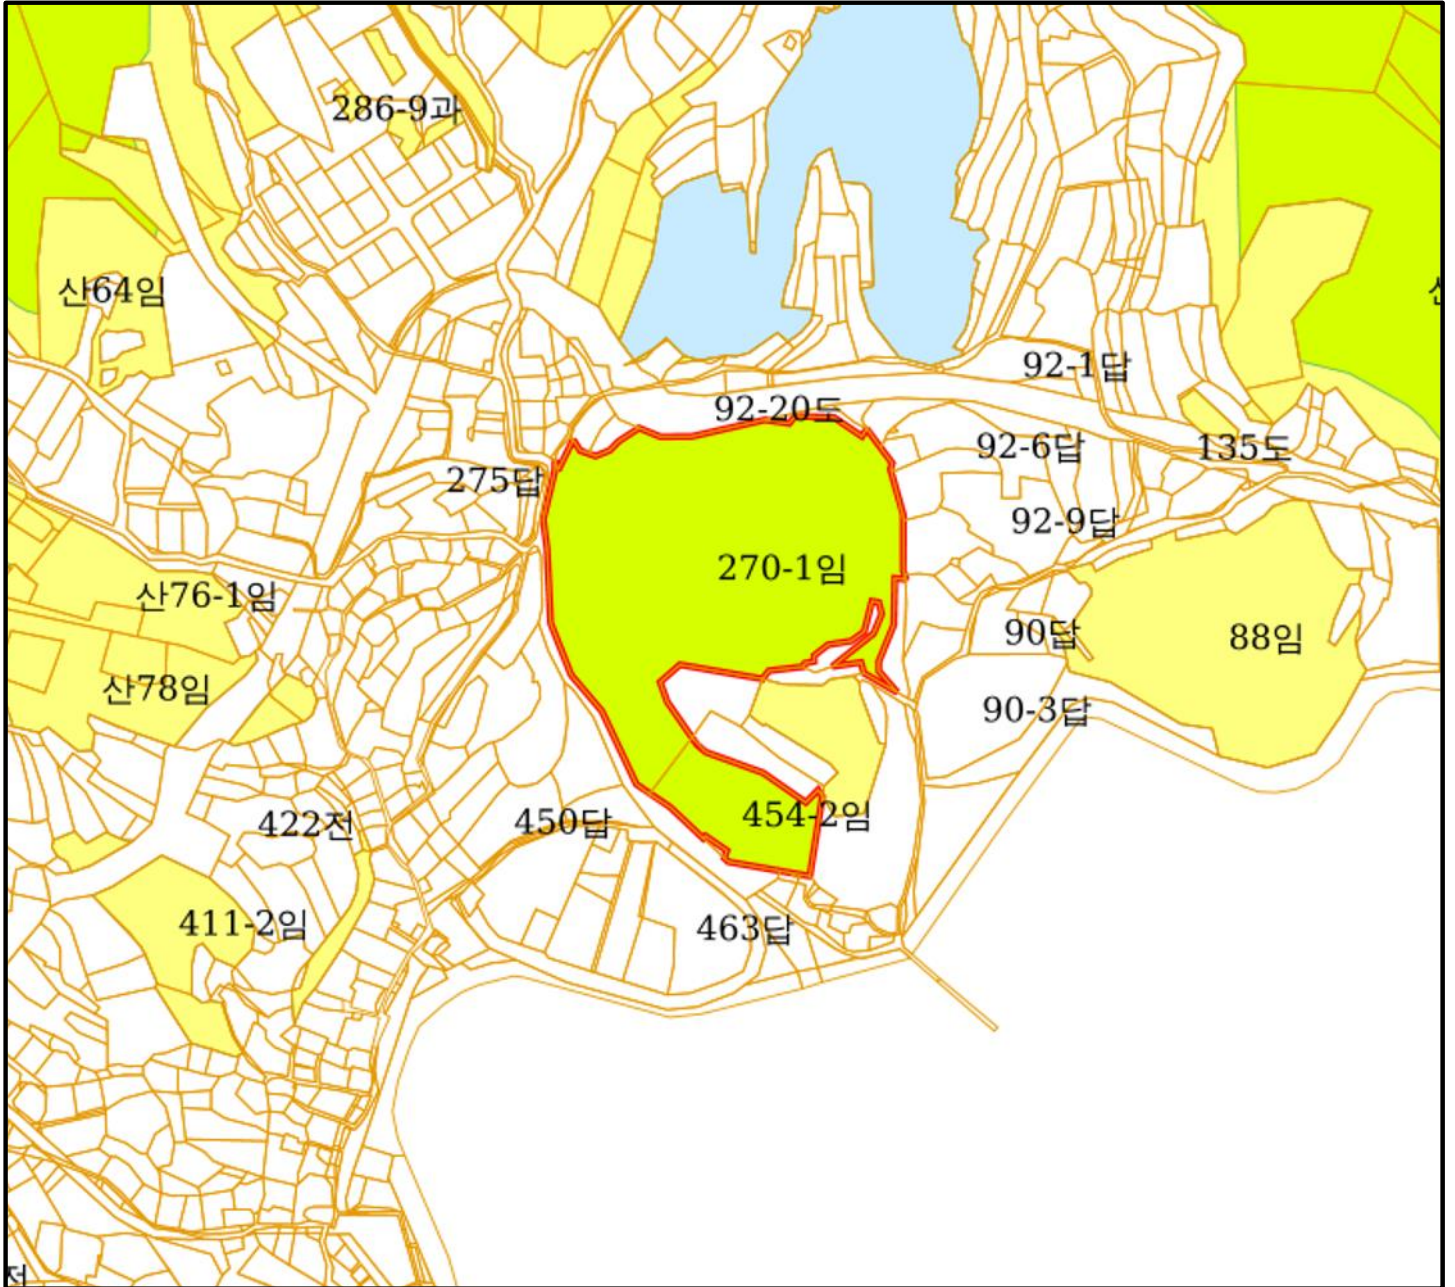 286-9과
산64임
92-1답
92-20도
92-6답
135도
275답
92-9답
270-1임
산76-1임
90답
88임
산78임
90-3답
454-2임
422전
450답
411-2임
463답